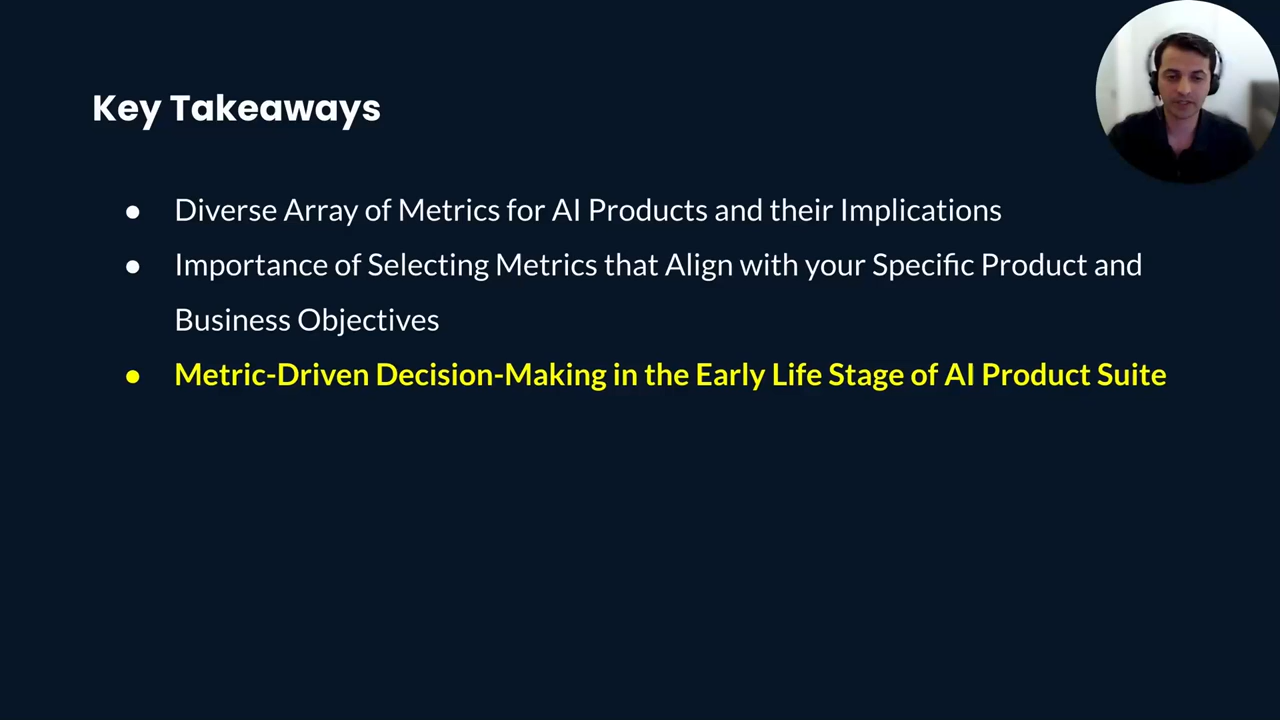 Key Takeaways
● Diverse Array of Metrics for AI Products and their Implications
● Importance of Selecting Metrics that Align with your Specific Product and
Business Objectives
● Metric-Driven Decision-Making in the Early Life Stage of AI Product Suite